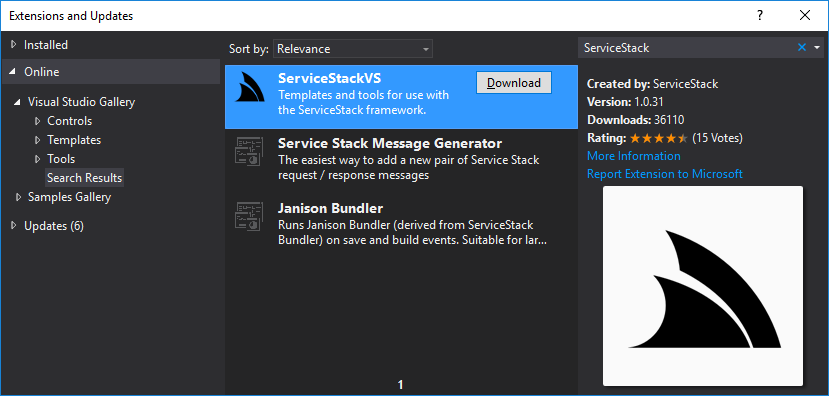 Extensions and Updates
?
Installed
Online
Visual Studio Gallery
Controls
Templates
Tools
Search Results
Samples Gallery
Updates (6)
Sort by: Relevance
ServiceStackVS
Download
Templates and tools for use with
the ServiceStack framework.
Service Stack Message Generator
The easiest way to add a new pair of Service Stack
request / response messages
Janison Bundler
Runs Janison Bundler (derived from ServiceStack
Bundler) on save and build events. Suitable for lar...
1
ServiceStack
Created by: ServiceStack
Version: 1.0.31
Downloads: 36110
Rating: (15 Votes)
More Information
Report Extension to Microsoft